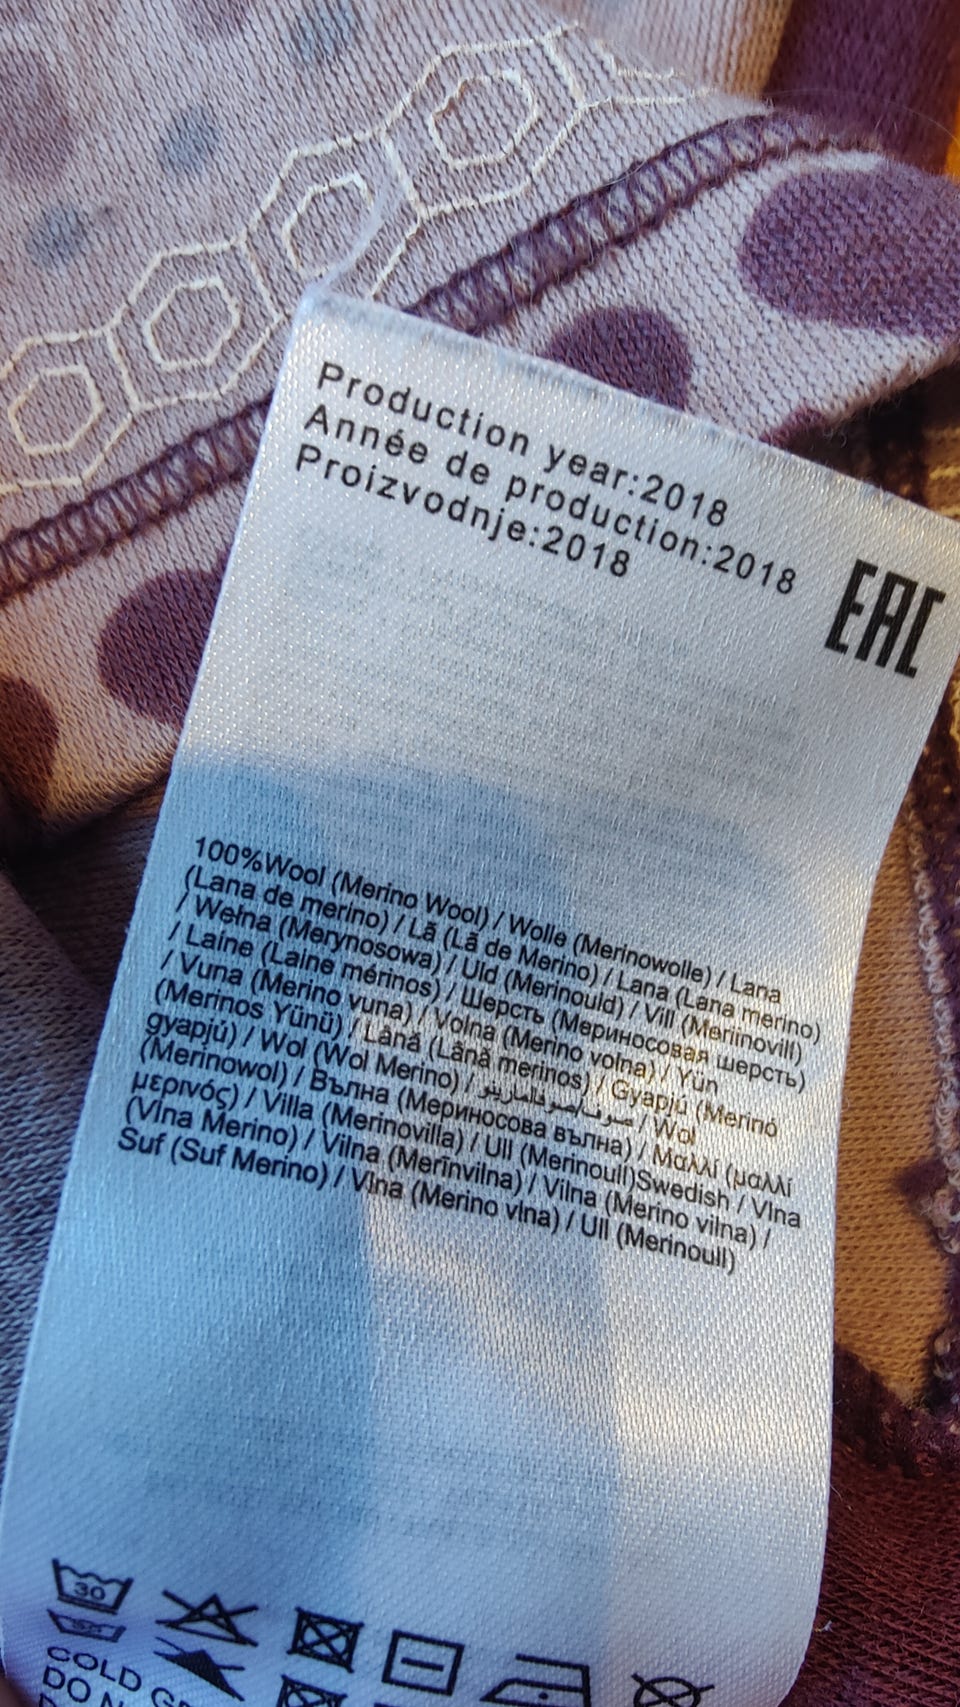 Production year:2018
Année de production:2018
Proizvodnje:2018
EAC
100%Wool (Merino Wool) / Wolle (Merinowolle) / Lana
(Lana de merino) / Lã (Lã de Merino) / Lana (Lana merino)
/ Wełna (Merynosowa) / Uld (Merinould) / Vill (Meriinovill)
/ Laine (Laine mérinos) / Шерсть (Мериносовая шерсть)
/ Vuna (Merino vuna) / Volna (Merino volna) / Yün
(Merinos Yünü) / Lână (Lână merinos) / Gyapjú (Merinó
gyapjú) / Wol (Wol Merino) / / Wol
(Merinowol) / Вълна (Мериносова вълна) / Μαλλί (μαλλί
μερινός) / Villa (Merinovilla) / Ull (Merinoull)Swedish / Vlna
(Vlna Merino) / Vilna (Merīnvilna) / Vilna (Merino vilna) /
Suf (Suf Merino) / Vlna (Merino vlna) / Ull (Merinoull)
30
COLD
DO